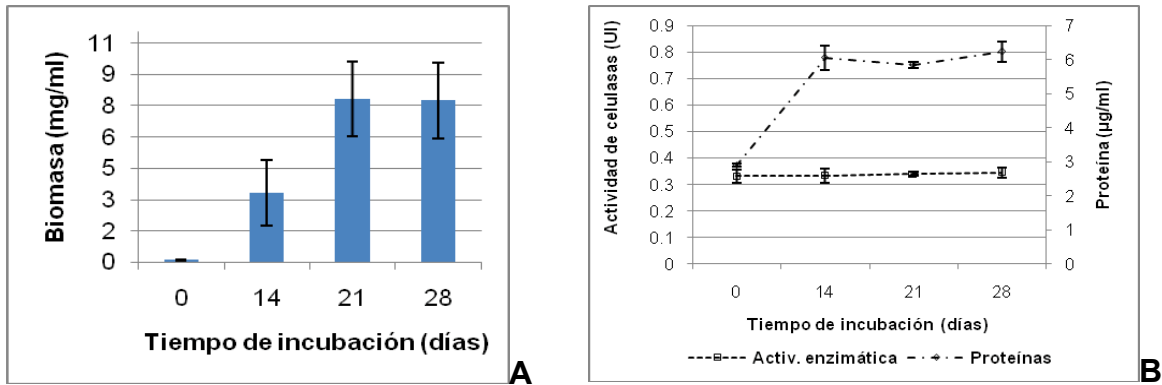 Biomasa (mg/ml)
11
9
8
6
5
3
2
0
0 14 21 28
Tiempo de incubación (días)
A
Actividad de celulasas (UI)
0.9
0.8
0.7
0.6
0.5
0.4
0.3
0.2
0.1
0
7
6
5
4
3
2
1
0
Proteína (µg/ml)
0 14 21 28
Tiempo de incubación (días)
Activ. enzimática Proteínas
B